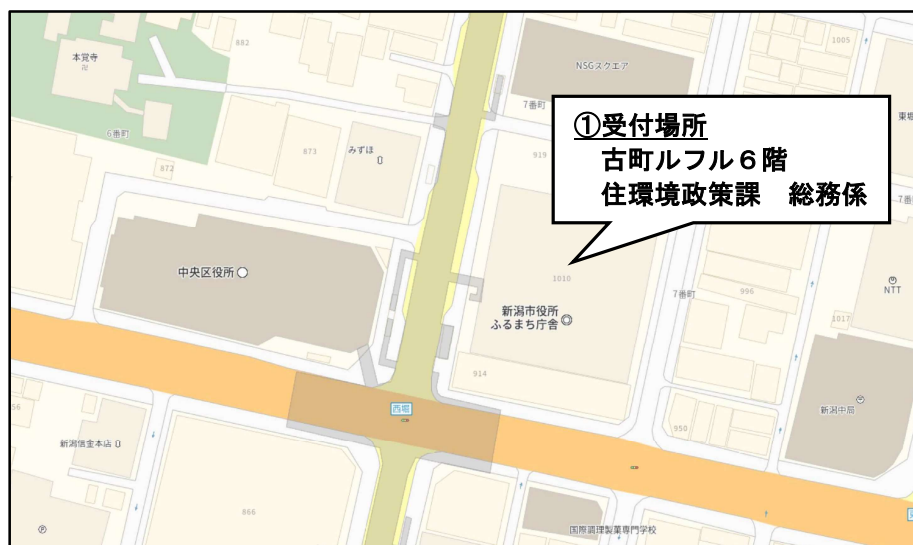 882
1005
本覚寺
NSGスクエア
7番町
①受付場所
古町ルフル６階
住環境政策課　総務係
東堀
6番町
873
みずほ
919
872
7番町
中央区役所
1010
7番町
996
NTT
新潟市役所
ふるまち庁舎
1017
914
西堀
新潟中局
950
56
新潟信金本店
866
国際調理製菓専門学校